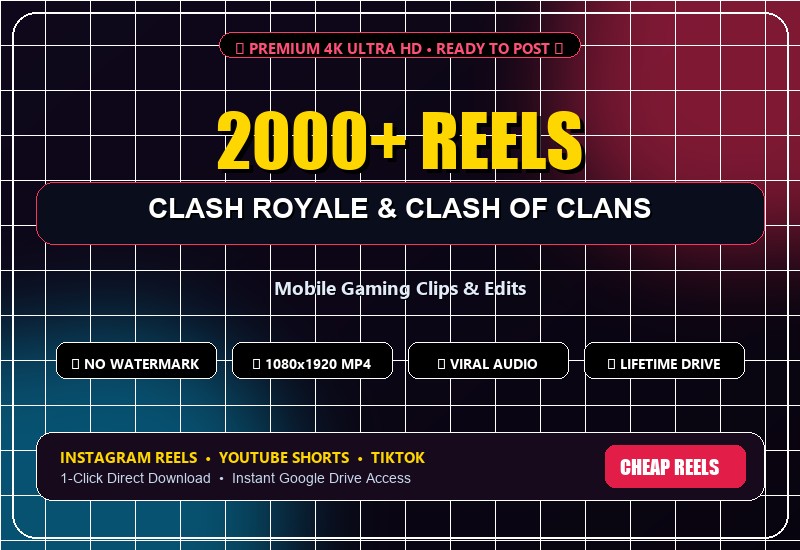 PREMIUM 4K ULTRA HD • READY TO POST
2000+ REELS
CLASH ROYALE & CLASH OF CLANS
Mobile Gaming Clips & Edits
NO WATERMARK
1080x1920 MP4
VIRAL AUDIO
LIFETIME DRIVE
INSTAGRAM REELS • YOUTUBE SHORTS • TIKTOK
1-Click Direct Download • Instant Google Drive Access
CHEAP REELS